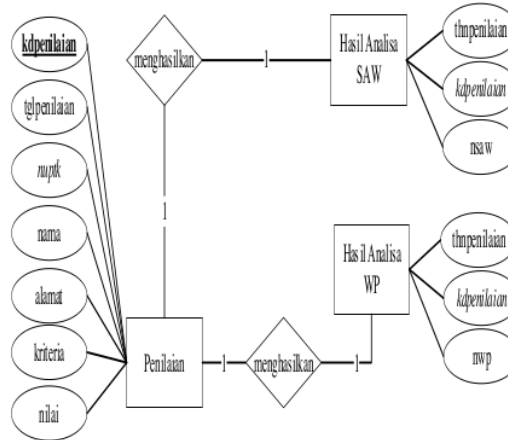 kdpenilaian
tglpenilaian
nuptk
nama
alamat
kriteria
nilai
menghasilkan
1
1
Hasil Analisa
SAW
thnpenilaian
kdpenilaian
nsaw
Hasil Analisa
WP
thnpenilaian
kdpenilaian
nwp
Penilaian
1
menghasilkan
1